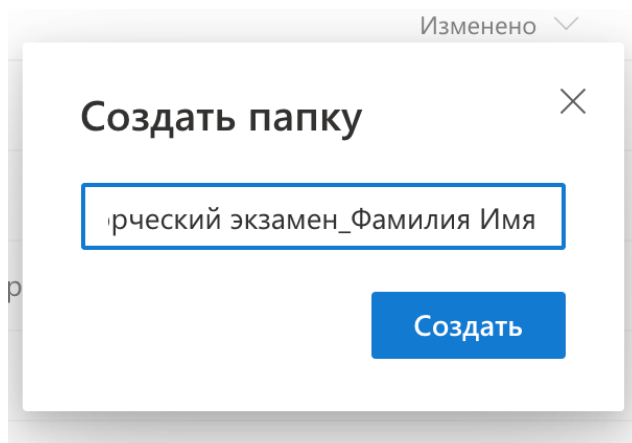 Изменено
Создать папку
рческий экзамен_Фамилия Имя
Создать